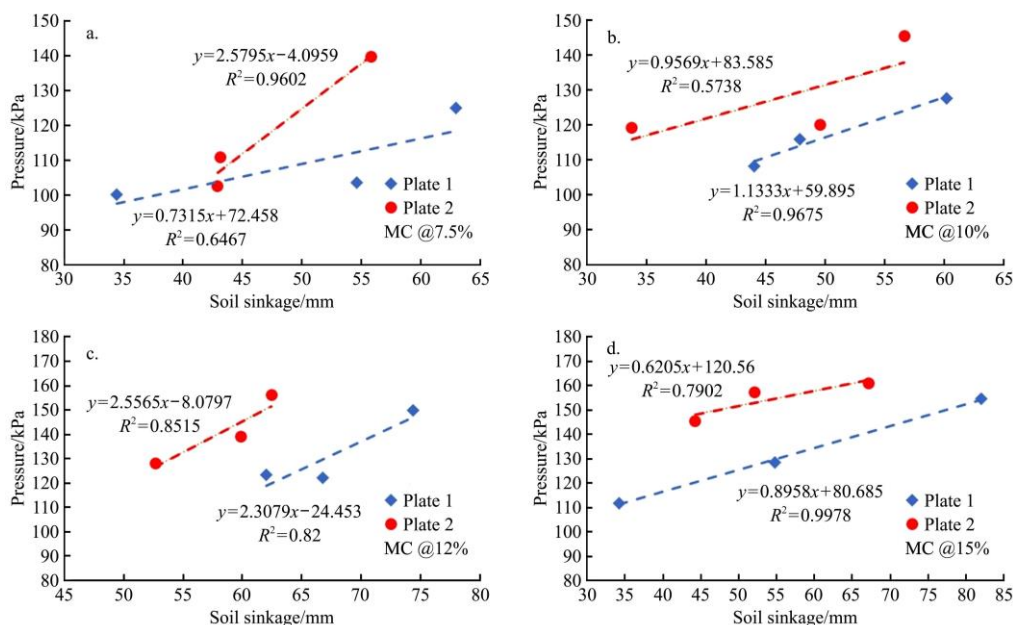 a.
150
140
130
120
110
100
90
80
Pressure/kPa
y=2.5795x−4.0959
R²=0.9602
y=0.7315x+72.458
R²=0.6467
Plate 1
Plate 2
MC @7.5%
30 35 40 45 50 55 60 65
Soil sinkage/mm
b.
150
140
130
120
110
100
90
80
Pressure/kPa
y=0.9569x+83.585
R²=0.5738
y=1.1333x+59.895
R²=0.9675
Plate 1
Plate 2
MC @10%
30 35 40 45 50 55 60 65
Soil sinkage/mm
c.
180
170
160
150
140
130
120
110
100
90
80
Pressure/kPa
y=2.5565x−8.0797
R²=0.8515
y=2.3079x−24.453
R²=0.82
Plate 1
Plate 2
MC @12%
45 50 55 60 65 70 75 80
Soil sinkage/mm
d.
180
170
160
150
140
130
120
110
100
90
80
Pressure/kPa
y=0.6205x+120.56
R²=0.7902
y=0.8958x+80.685
R²=0.9978
Plate 1
Plate 2
MC @15%
30 35 40 45 50 55 60 65 70 75 80 85
Soil sinkage/mm